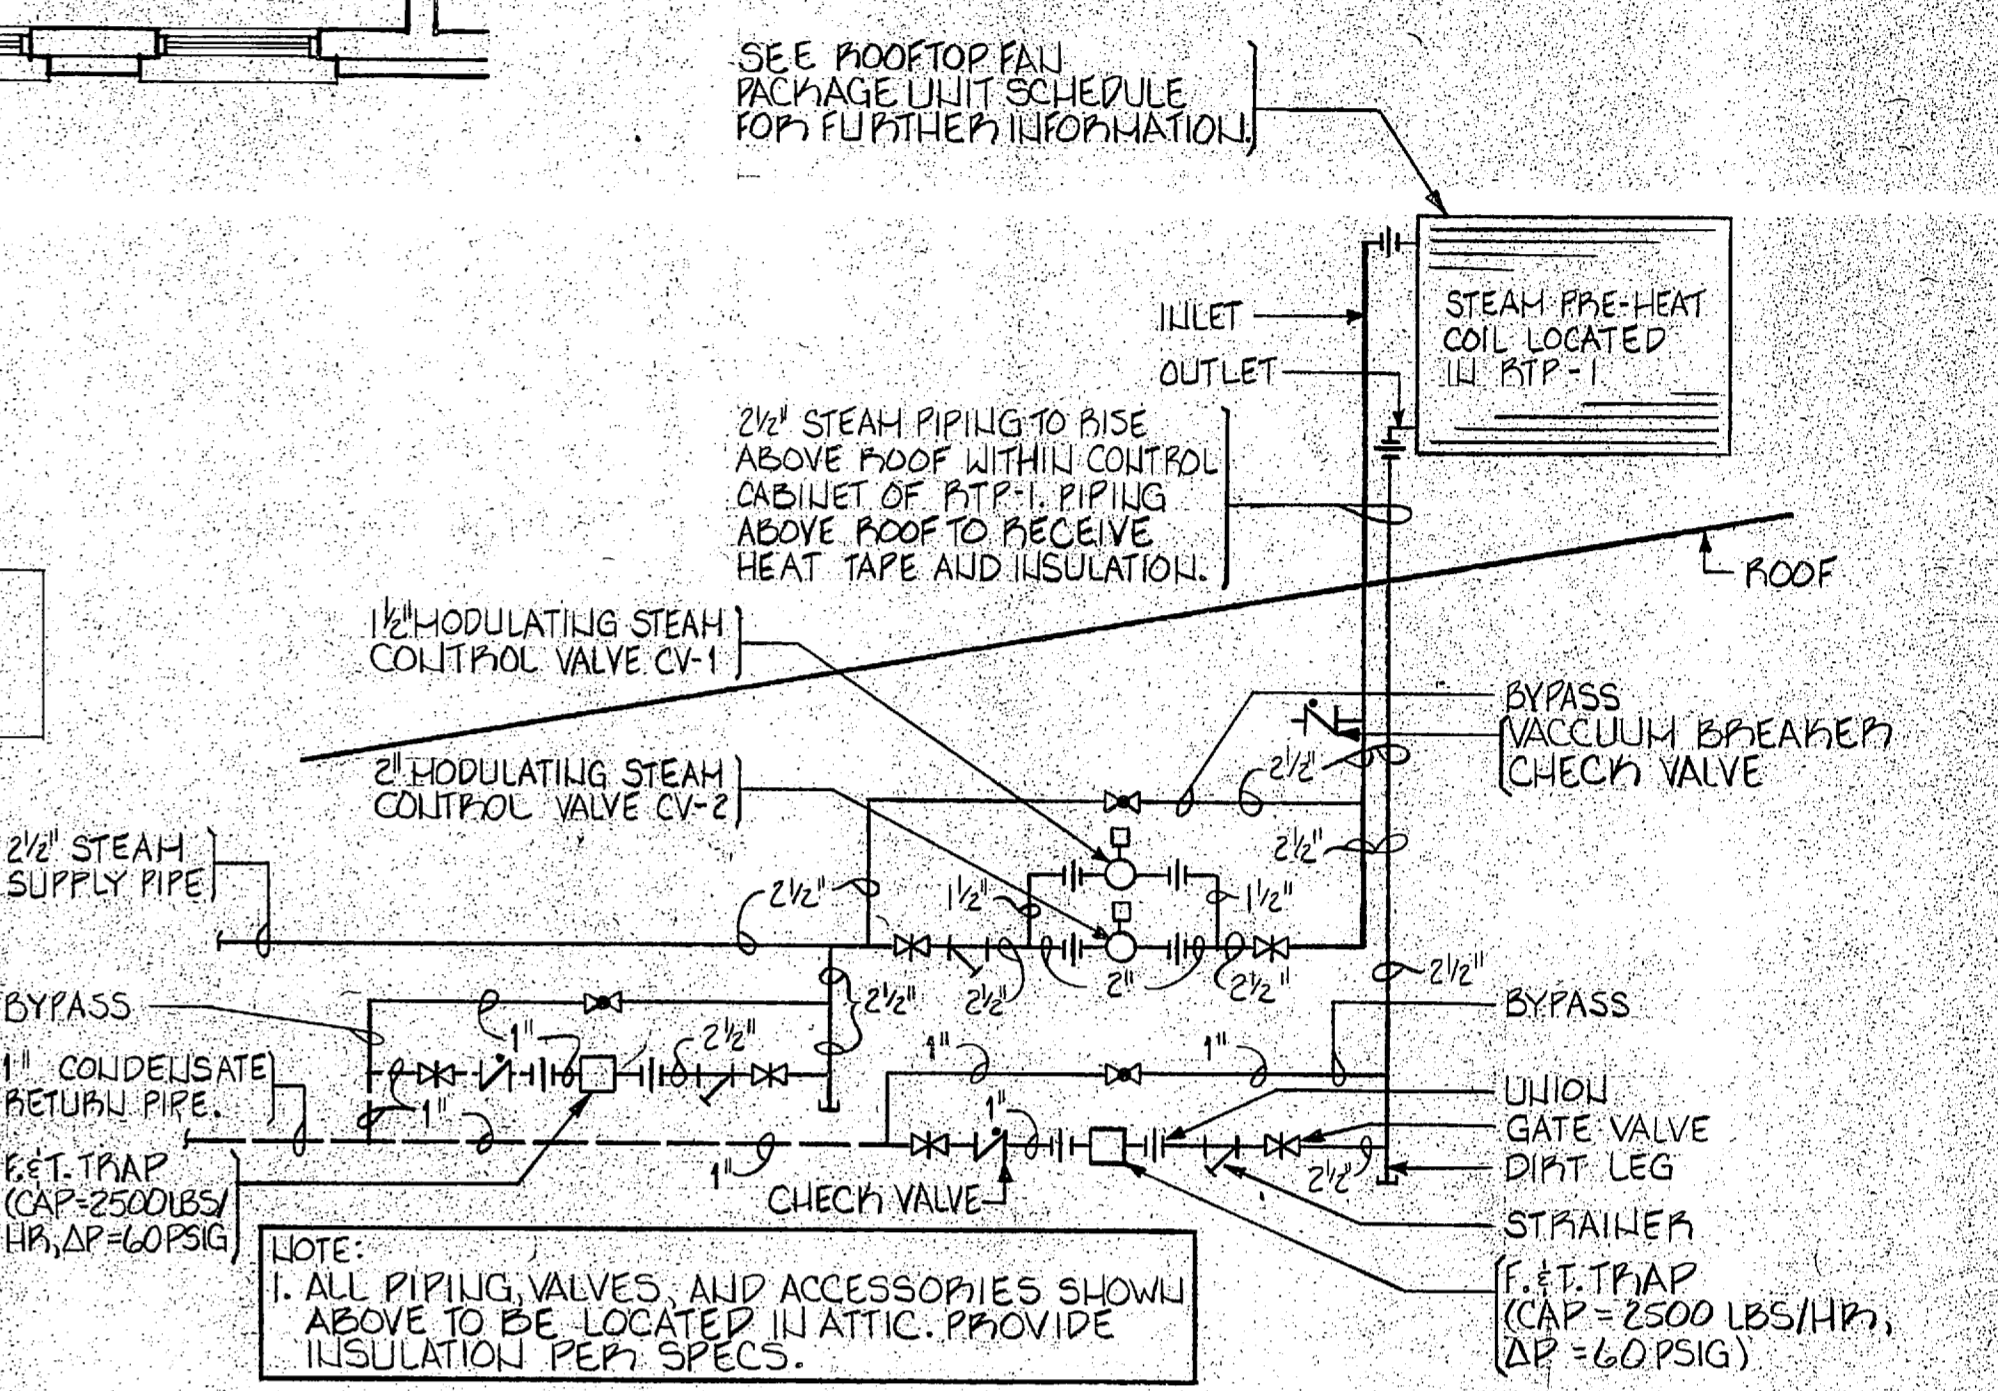 SEE ROOFTOP FAN
PACKAGE UNIT SCHEDULE
FOR FURTHER INFORMATION.
STEAM PRE-HEAT
COIL LOCATED
IN RTP-1
INLET
OUTLET
2½" STEAM PIPING TO RISE
ABOVE ROOF WITHIN CONTROL
CABINET OF RTP-1. PIPING
ABOVE ROOF TO RECEIVE
HEAT TAPE AND INSULATION.
ROOF
1½" MODULATING STEAM
CONTROL VALVE CV-1
BYPASS
VACCUUM BREAKER
CHECK VALVE
2½"
2" MODULATING STEAM
CONTROL VALVE CV-2
2½"
2½" STEAM
SUPPLY PIPE
2½"
1½"
1½"
2½"
2½"
2½"
2"
2½"
BYPASS
BYPASS
1"
2½"
1"
1"
1" CONDENSATE
RETURN PIPE.
1"
1"
UNION
GATE VALVE
DIRT LEG
1"
2½"
F.&T. TRAP
(CAP=2500LBS/
HR, ΔP=60PSIG)
CHECK VALVE
STRAINER
F.&T. TRAP
(CAP = 2500 LBS/HR,
ΔP = 60 PSIG)
NOTE:
1. ALL PIPING, VALVES, AND ACCESSORIES SHOWN
ABOVE TO BE LOCATED IN ATTIC. PROVIDE
INSULATION PER SPECS.